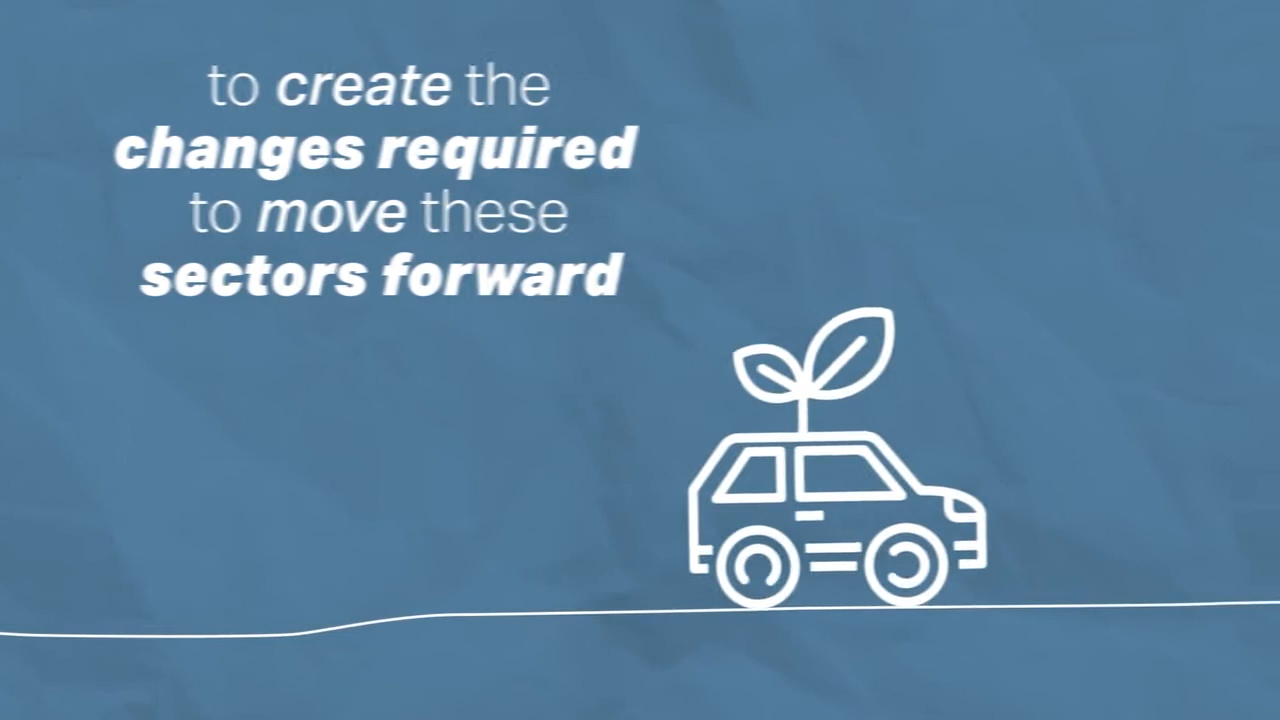 to create the
changes required
to move these
sectors forward